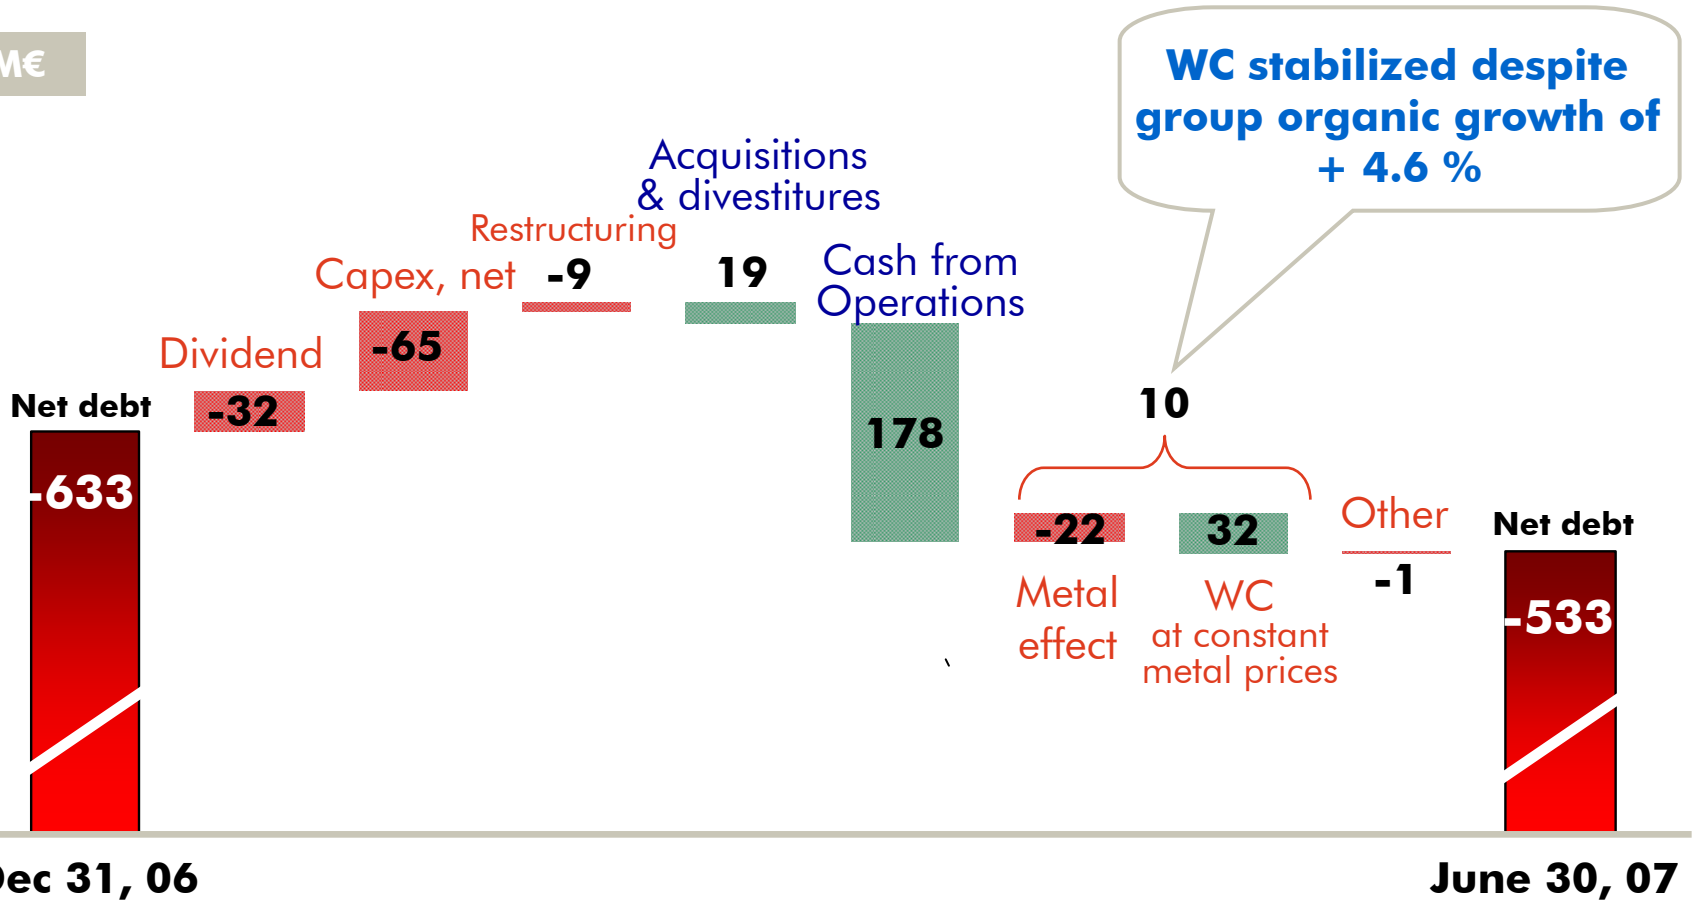 M€
WC stabilized despite
group organic growth of
+ 4.6 %
Acquisitions
& divestitures
Restructuring
Capex, net
-9
19
Cash from
Operations
Dividend
-65
-32
Net debt
-633
178
10
-22
32
Other
-1
Net debt
-533
Metal
effect
WC
at constant
metal prices
Dec 31, 06
June 30, 07